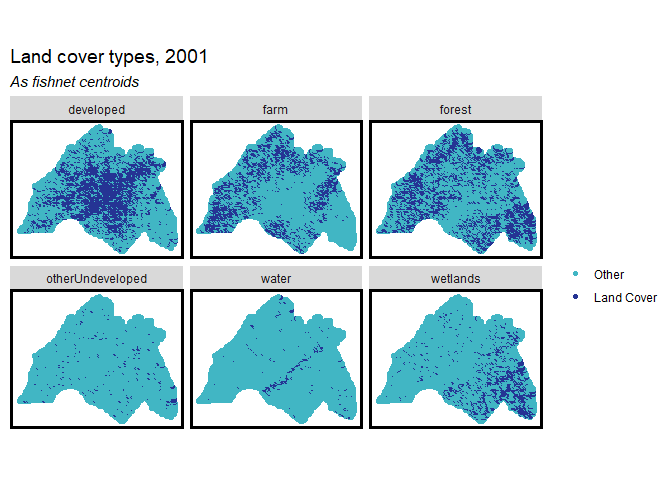 Land cover types, 2001
As fishnet centroids
developed
farm
forest
otherUndeveloped
water
wetlands
Other
Land Cover